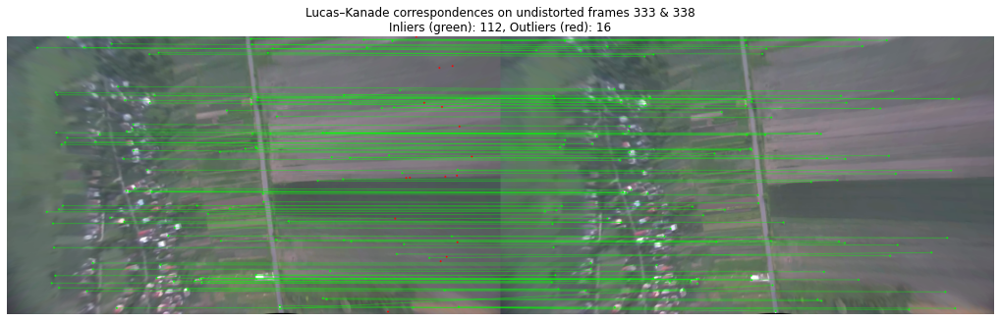 Lucas–Kanade correspondences on undistorted frames 333 & 338
Inliers (green): 112, Outliers (red): 16